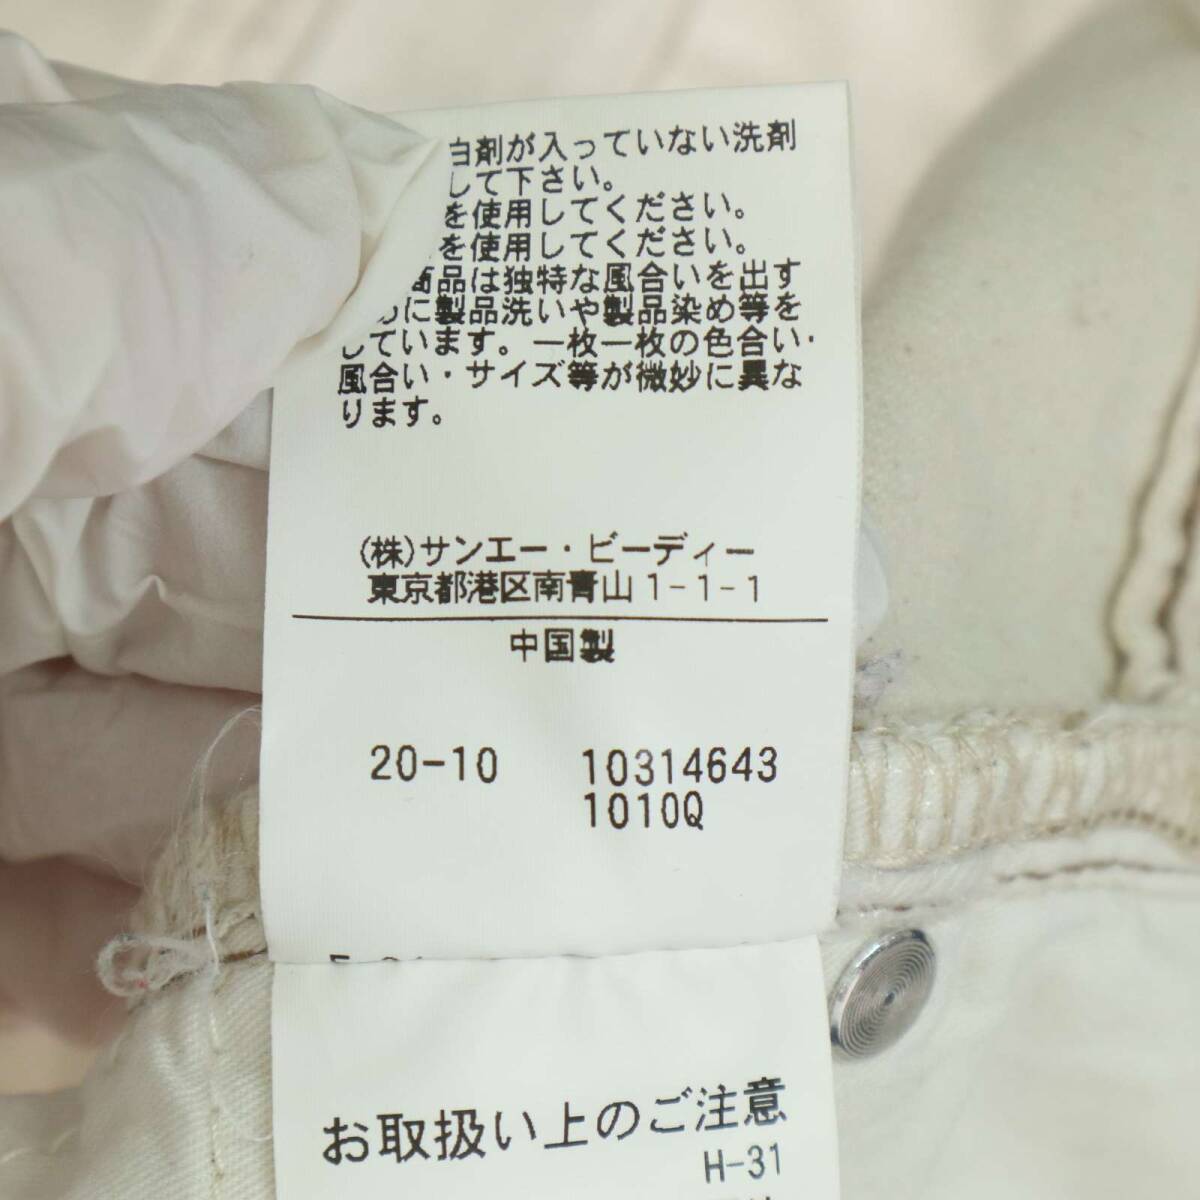 白剤が入っていない洗剤
して下さい。
を使用してください。
を使用してください。
商品は独特な風合いを出す
めに製品洗いや製品染め等を
しています。一枚一枚の色合い・
風合い・サイズ等が微妙に異な
ります。
(株)サンエー・ビーディー
東京都港区南青山1-1-1
中国製
20-10 10314643
1010Q
お取扱い上のご注意
H-31